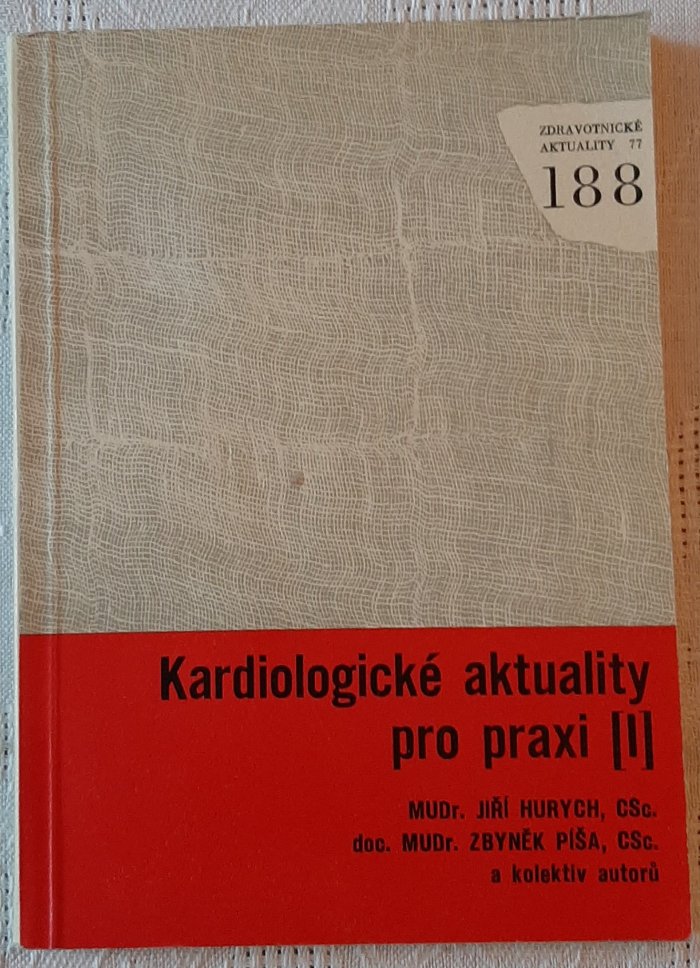 ZDRAVOTNICKÉ
AKTUALITY 77
188
Kardiologické aktuality
pro praxi [I]
MUDr. JIŘÍ HURYCH, CSc.
doc. MUDr. ZBYNĚK PÍŠA, CSc.
a kolektiv autorů